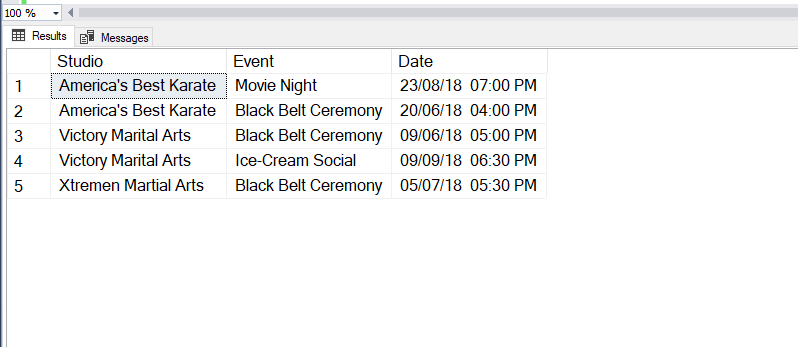 100 %
Results Messages
Studio Event Date
1 America's Best Karate Movie Night 23/08/18 07:00 PM
2 America's Best Karate Black Belt Ceremony 20/06/18 04:00 PM
3 Victory Marital Arts Black Belt Ceremony 09/06/18 05:00 PM
4 Victory Marital Arts Ice-Cream Social 09/09/18 06:30 PM
5 Xtremen Martial Arts Black Belt Ceremony 05/07/18 05:30 PM